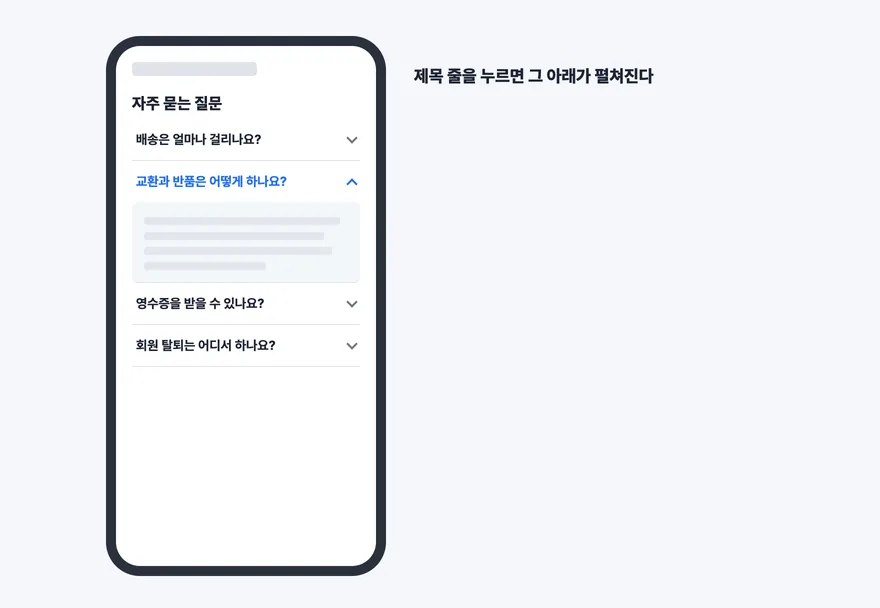 자주 묻는 질문
배송은 얼마나 걸리나요?
교환과 반품은 어떻게 하나요?
영수증을 받을 수 있나요?
회원 탈퇴는 어디서 하나요?
제목 줄을 누르면 그 아래가 펼쳐진다